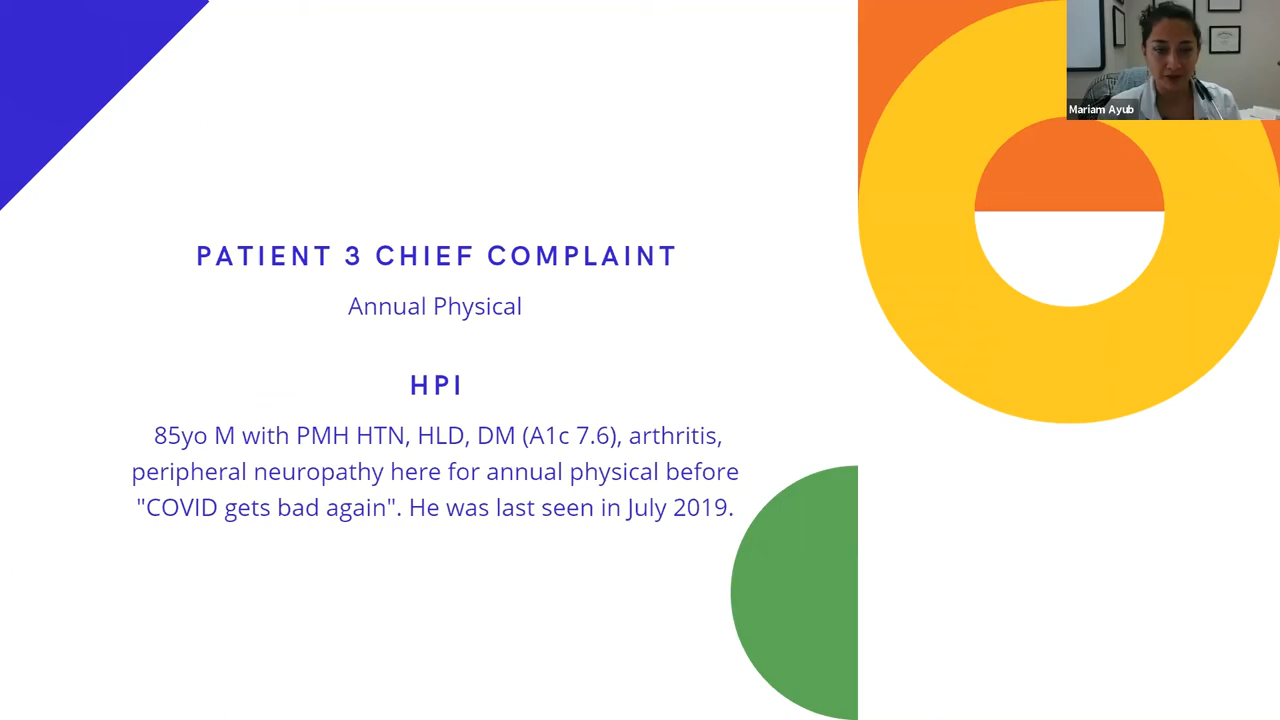 Mariam Ayub
PATIENT 3 CHIEF COMPLAINT
Annual Physical
HPI
85yo M with PMH HTN, HLD, DM (A1c 7.6), arthritis,
peripheral neuropathy here for annual physical before
"COVID gets bad again". He was last seen in July 2019.